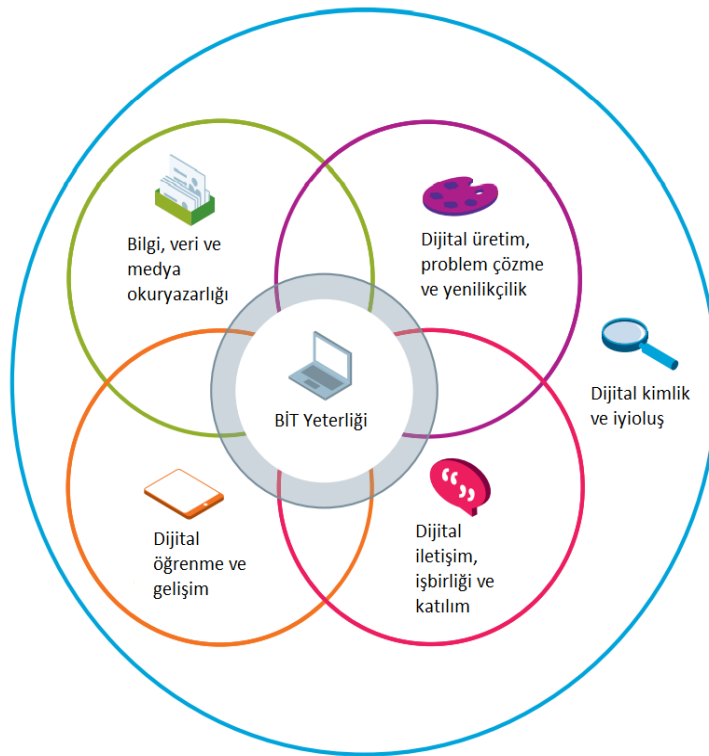 Bilgi, veri ve
medya
okuryazarlığı
Dijital üretim,
problem çözme
ve yenilikçilik
Dijital kimlik
ve iyioluş
BİT Yeterliği
Dijital
öğrenme ve
gelişim
Dijital
iletişim,
işbirliği ve
katılım